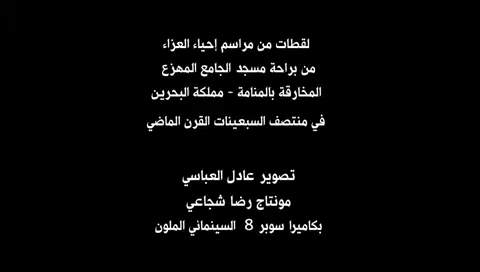 لقطات من مراسم إحياء العزاء
من براحة مسجد الجامع المهزع
المخارقة بالمنامة - مملكة البحرين
في منتصف السبعينات القرن الماضي
تصوير عادل العباسي
مونتاج رضا شجاعي
بكاميرا سوبر 8 السينمائي الملون